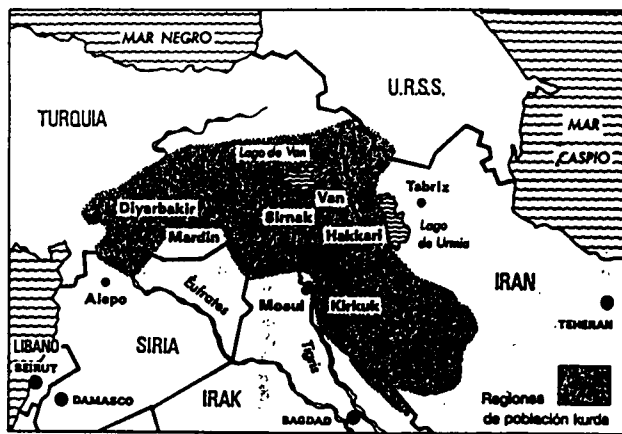 MAR NEGRO
U.R.S.S.
TURQUIA
MAR
CASPIO
Lago de Van
Tabriz
Van
Diyarbakir
Sirnak
Lago
de Urmia
Mardin
Hakkari
IRAN
Eufrates
Alepo
Mosul
Kirkuk
TEHERAN
SIRIA
LIBANO
BEIRUT
Tigris
DAMASCO
IRAK
BAGDAD
Regiones
de población kurda